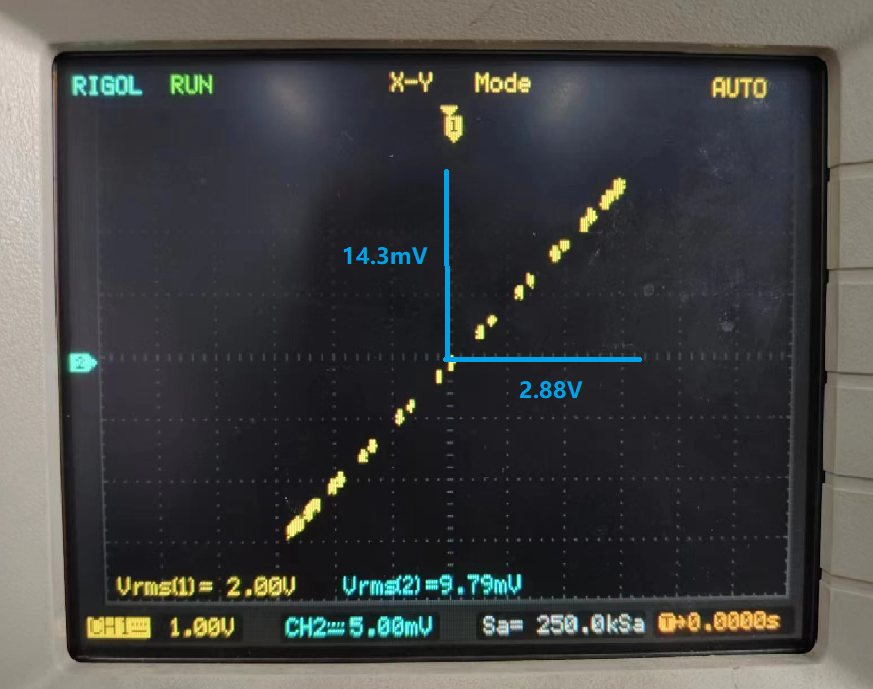 RIGOL RUN X-Y Mode AUTO
1
14.3mV
2
2.88V
Vrms(1)= 2.00V Vrms(2)=9.79mV
CH1 1.00V CH2 5.00mV Sa= 250.0kSa T→0.0000s